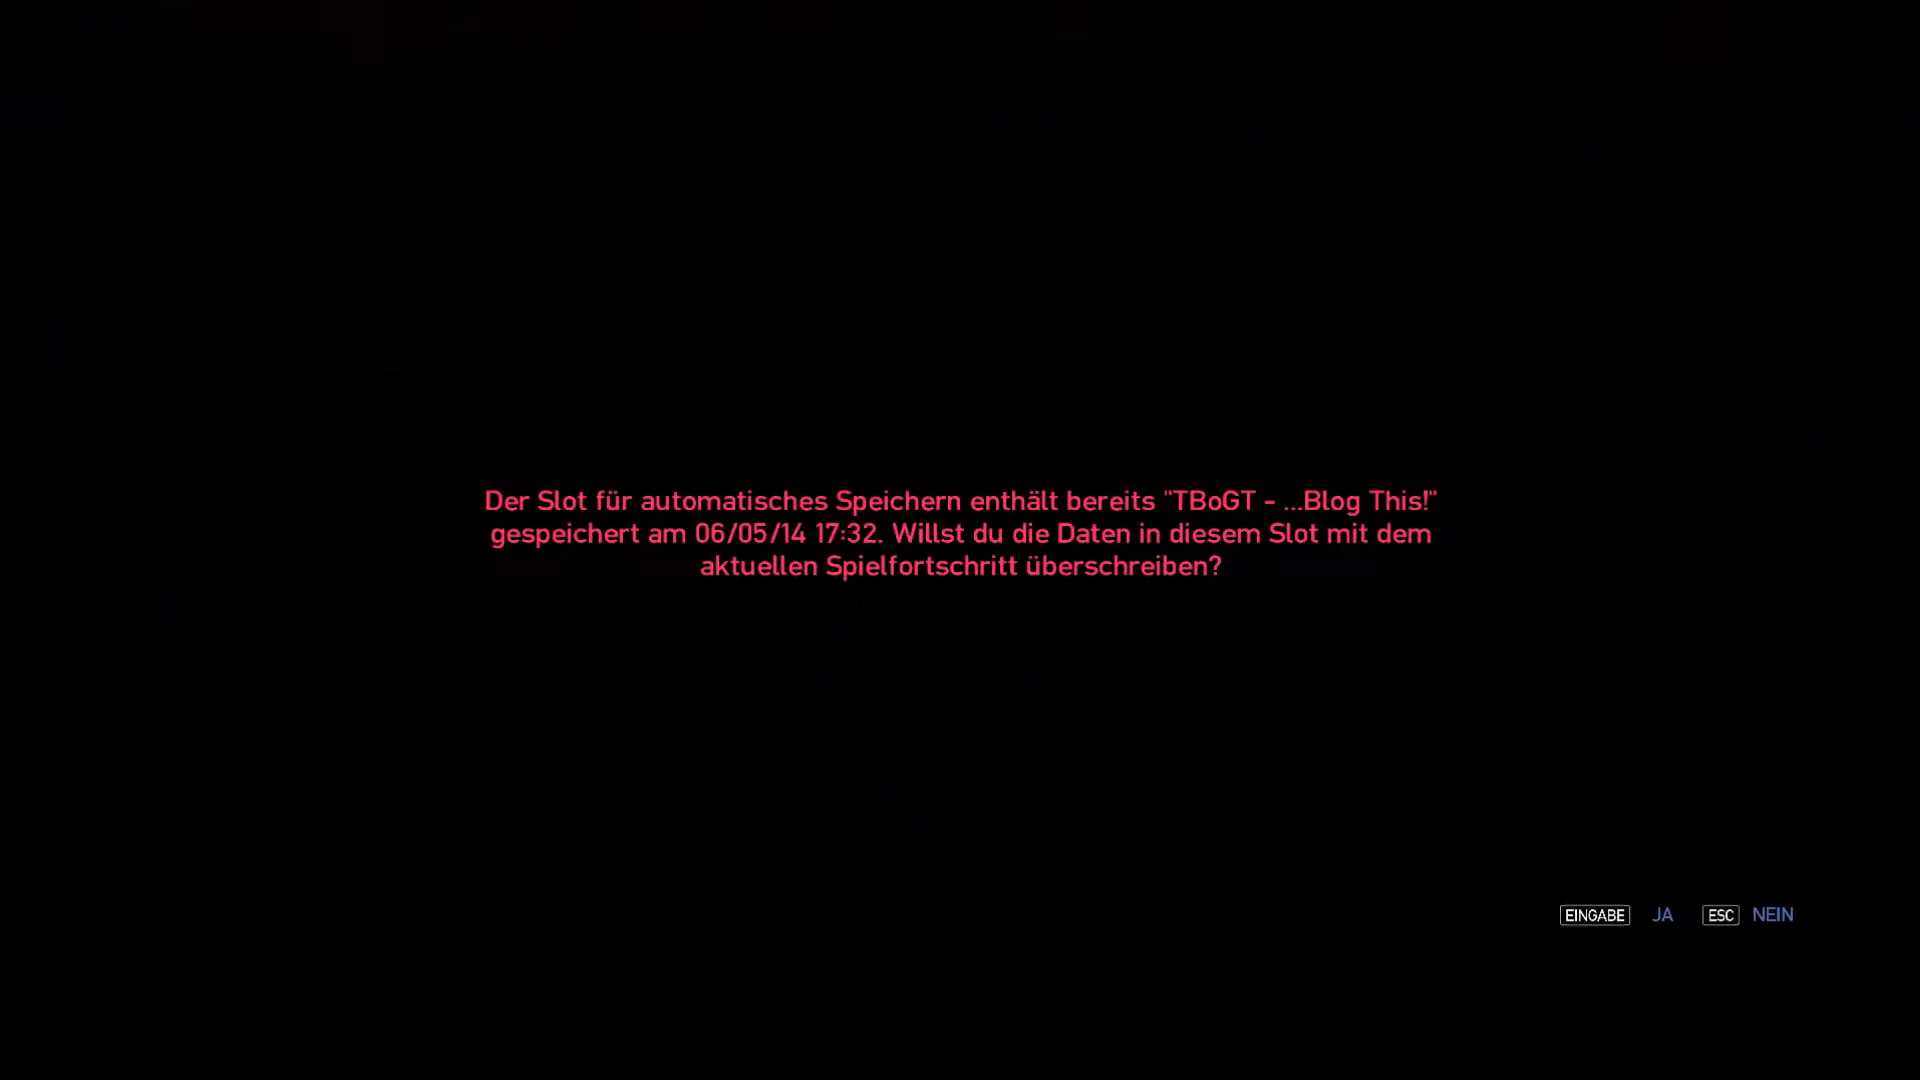 Der Slot für automatisches Speichern enthält bereits "TBoGT - ...Blog This!"
gespeichert am 06/05/14 17:32. Willst du die Daten in diesem Slot mit dem
aktuellen Spielfortschritt überschreiben?
EINGABE JA ESC NEIN